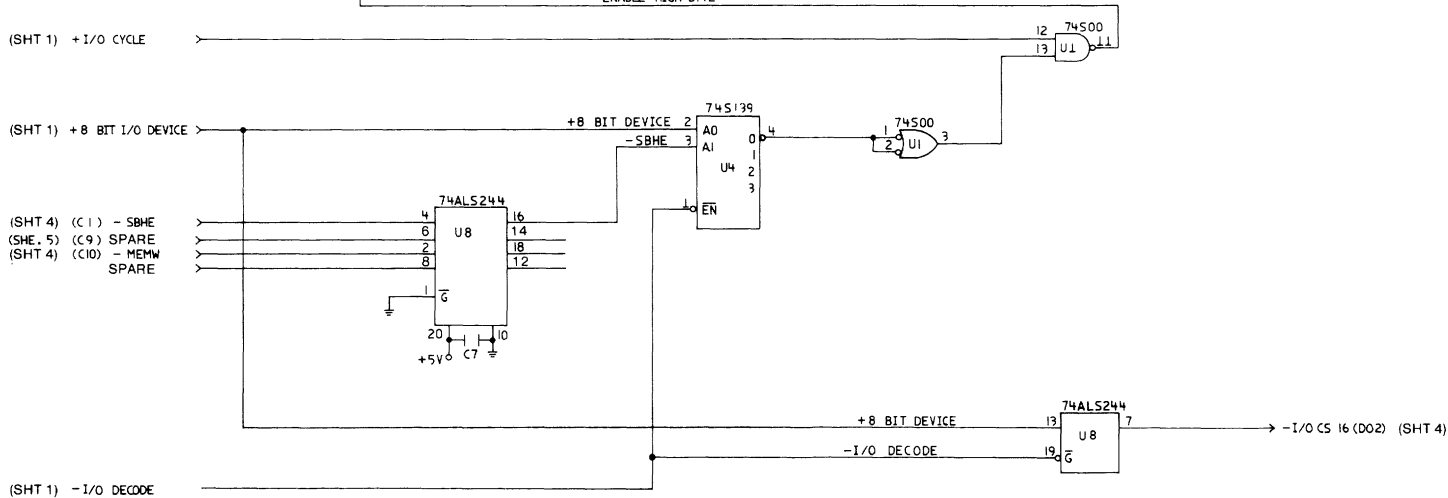 ENABLE HIGH BYTE
(SHT 1) +I/O CYCLE
12
13
74S00
U1
11
(SHT 1) +8 BIT I/O DEVICE
+8 BIT DEVICE
-SBHE
74S139
2
3
A0
A1
U4
0
1
2
3
4
1
EN
74S00
1
2
U1
3
(SHT 4) (C1) - SBHE
(SHE. 5) (C9) SPARE
(SHT 4) (C10) - MEMW
SPARE
74ALS244
4
6
2
8
U8
16
14
18
12
1
G
20
10
+5V
C7
74ALS244
+8 BIT DEVICE
13
U8
7
-I/O CS 16 (D02) (SHT 4)
-I/O DECODE
19
G
(SHT 1) -I/O DECODE